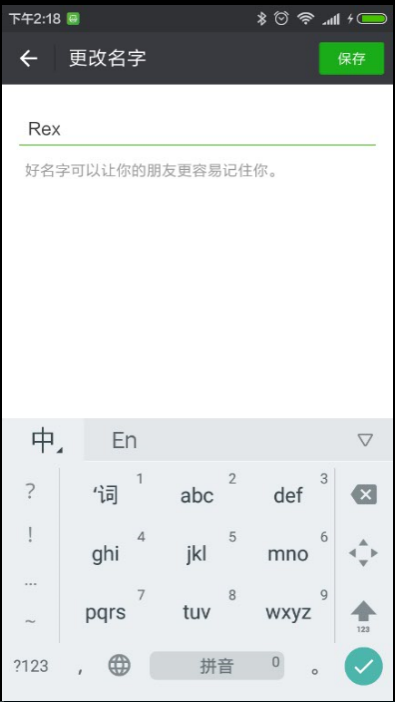 下午2:18
更改名字
保存
Rex
好名字可以让你的朋友更容易记住你。
中 En
? '词 1 abc 2 def 3
! ghi 4 jkl 5 mno 6
...
~ pqrs 7 tuv 8 wxyz 9 123
?123 , 拼音 0 。